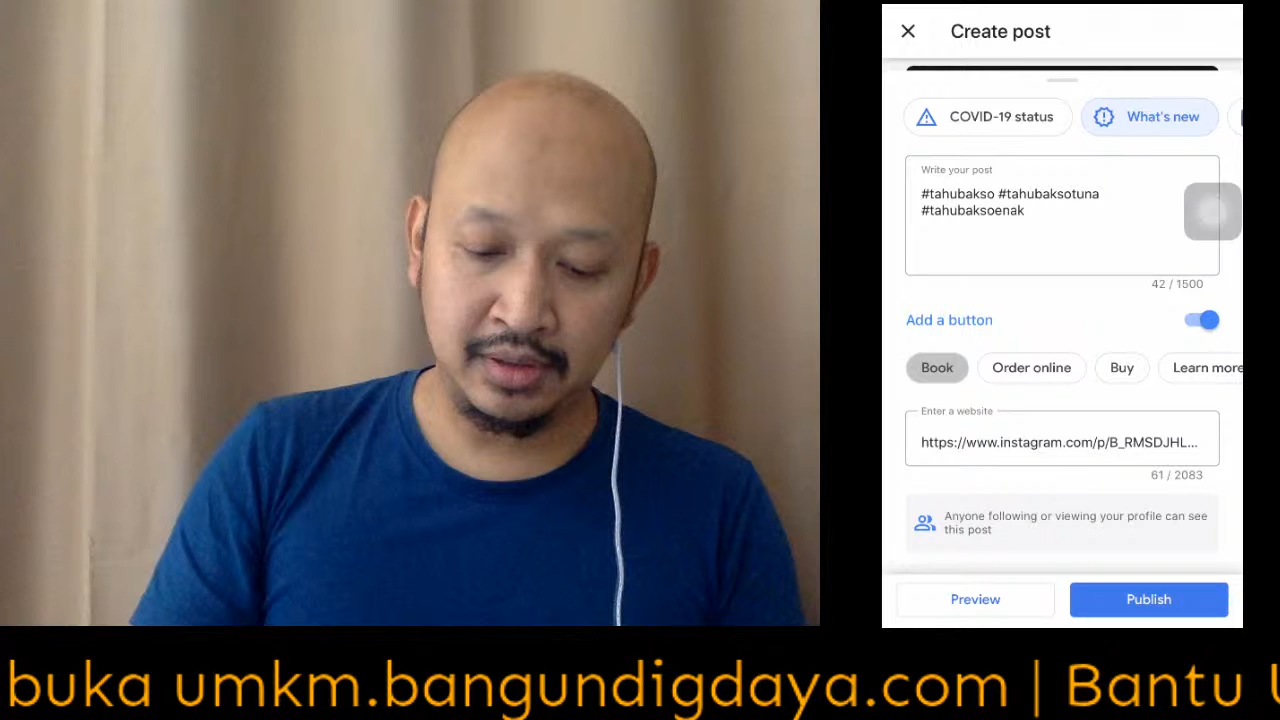 Create post
COVID-19 status
What's new
Write your post
#tahubakso #tahubaksotuna
#tahubaksoenak
42 / 1500
Add a button
Book
Order online
Buy
Learn more
Enter a website
https://www.instagram.com/p/B_RMSDJHL...
61 / 2083
Anyone following or viewing your profile can see
this post
Preview
Publish
buka umkm.bangundigdaya.com | Bantu U